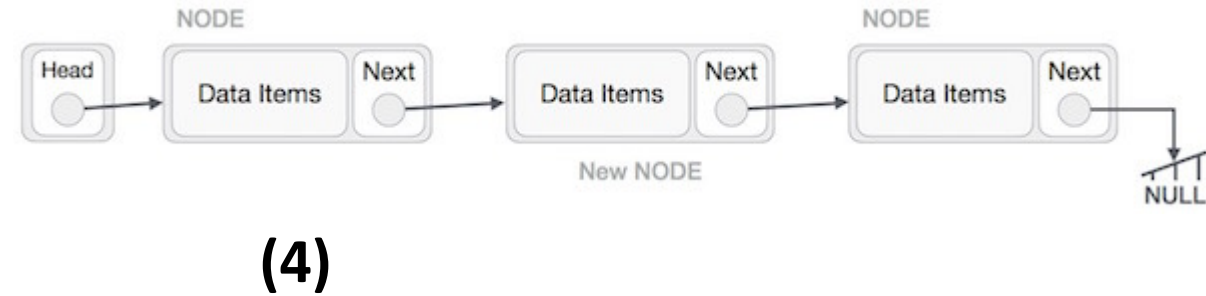 NODE NODE
Head Data Items Next Data Items Next Data Items Next
New NODE
NULL
(4)